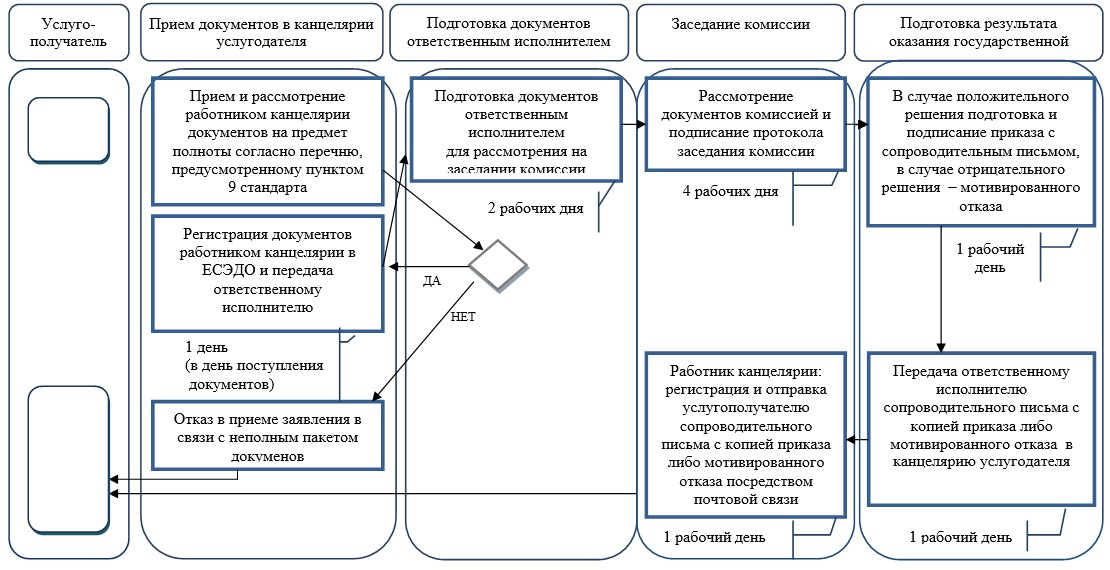 Услуго-
получатель
Прием документов в канцелярии
услугодателя
Подготовка документов
ответственным исполнителем
Заседание комиссии
Подготовка результата
оказания государственной
Прием и рассмотрение
работником канцелярии
документов на предмет
полноты согласно перечню,
предусмотренному пунктом
9 стандарта
Регистрация документов
работником канцелярии в
ЕСЭДО и передача
ответственному
исполнителю
1 день
(в день поступления
документов)
Отказ в приеме заявления в
связи с неполным пакетом
докуменов
Подготовка документов
ответственным
исполнителем
для рассмотрения на
заседании комиссии
2 рабочих дня
ДА
НЕТ
Рассмотрение
документов комиссией и
подписание протокола
заседания комиссии
4 рабочих дня
Работник канцелярии:
регистрация и отправка
услугополучателю
сопроводительного
письма с копией приказа
либо мотивированного
отказа посредством
почтовой связи
1 рабочий день
В случае положительного
решения подготовка и
подписание приказа с
сопроводительным письмом,
в случае отрицательного
решения – мотивированного
отказа
1 рабочий
день
Передача ответственному
исполнителю
сопроводительного письма с
копией приказа либо
мотивированного отказа в
канцелярию услугодателя
1 рабочий день